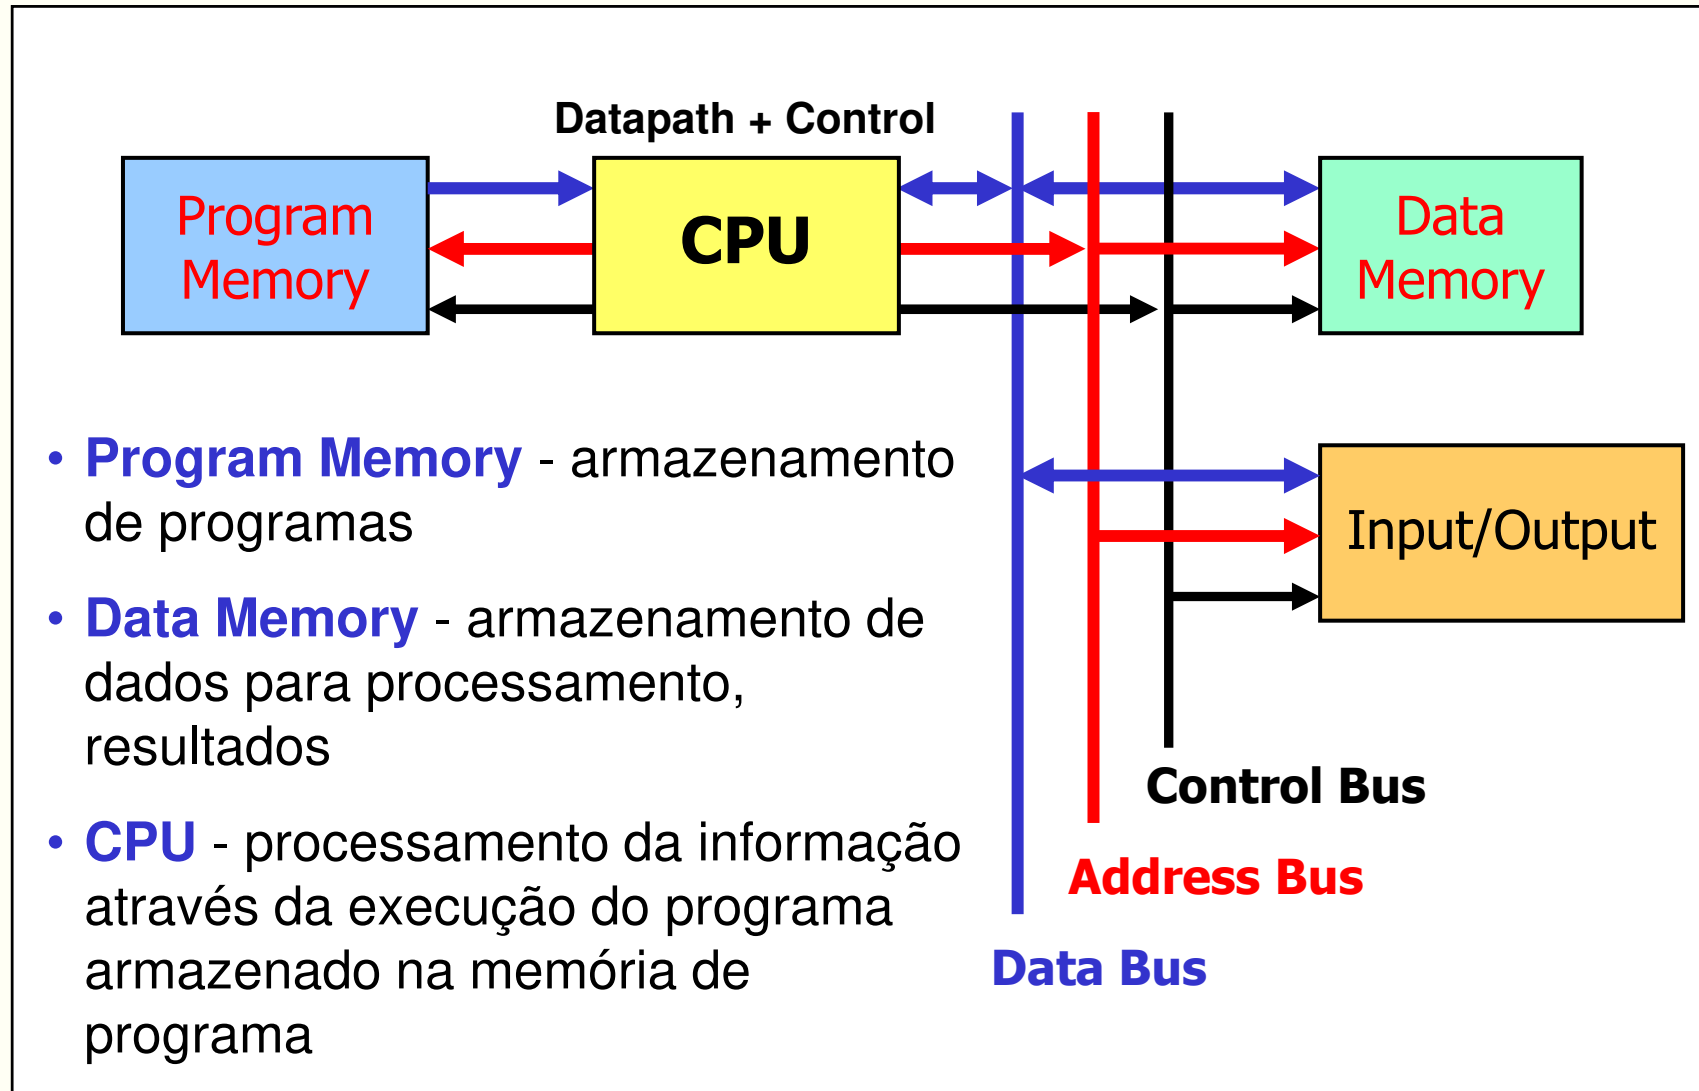 Datapath + Control
Program
Memory
CPU
Data
Memory
Input/Output
• Program Memory - armazenamento
de programas
• Data Memory - armazenamento de
dados para processamento,
resultados
• CPU - processamento da informação
através da execução do programa
armazenado na memória de
programa
Control Bus
Address Bus
Data Bus